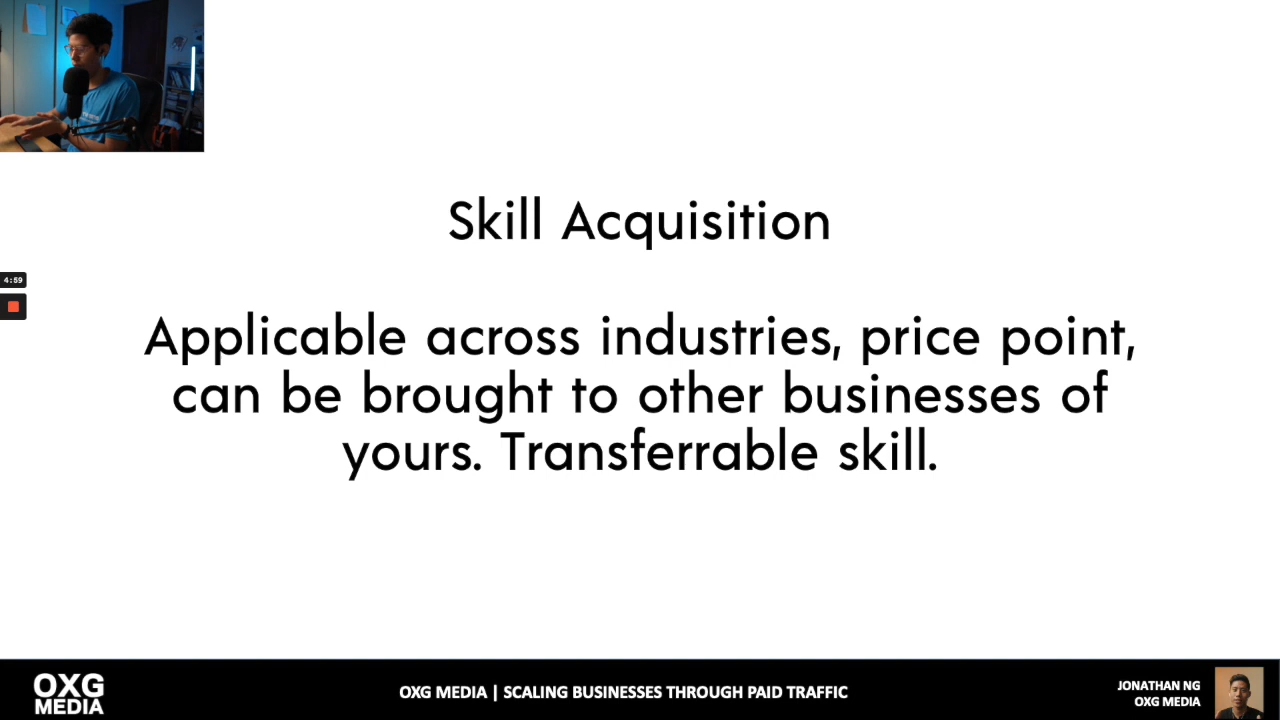 4:59
Skill Acquisition
Applicable across industries, price point,
can be brought to other businesses of
yours. Transferrable skill.
OXG
MEDIA
OXG MEDIA | SCALING BUSINESSES THROUGH PAID TRAFFIC
JONATHAN NG
OXG MEDIA